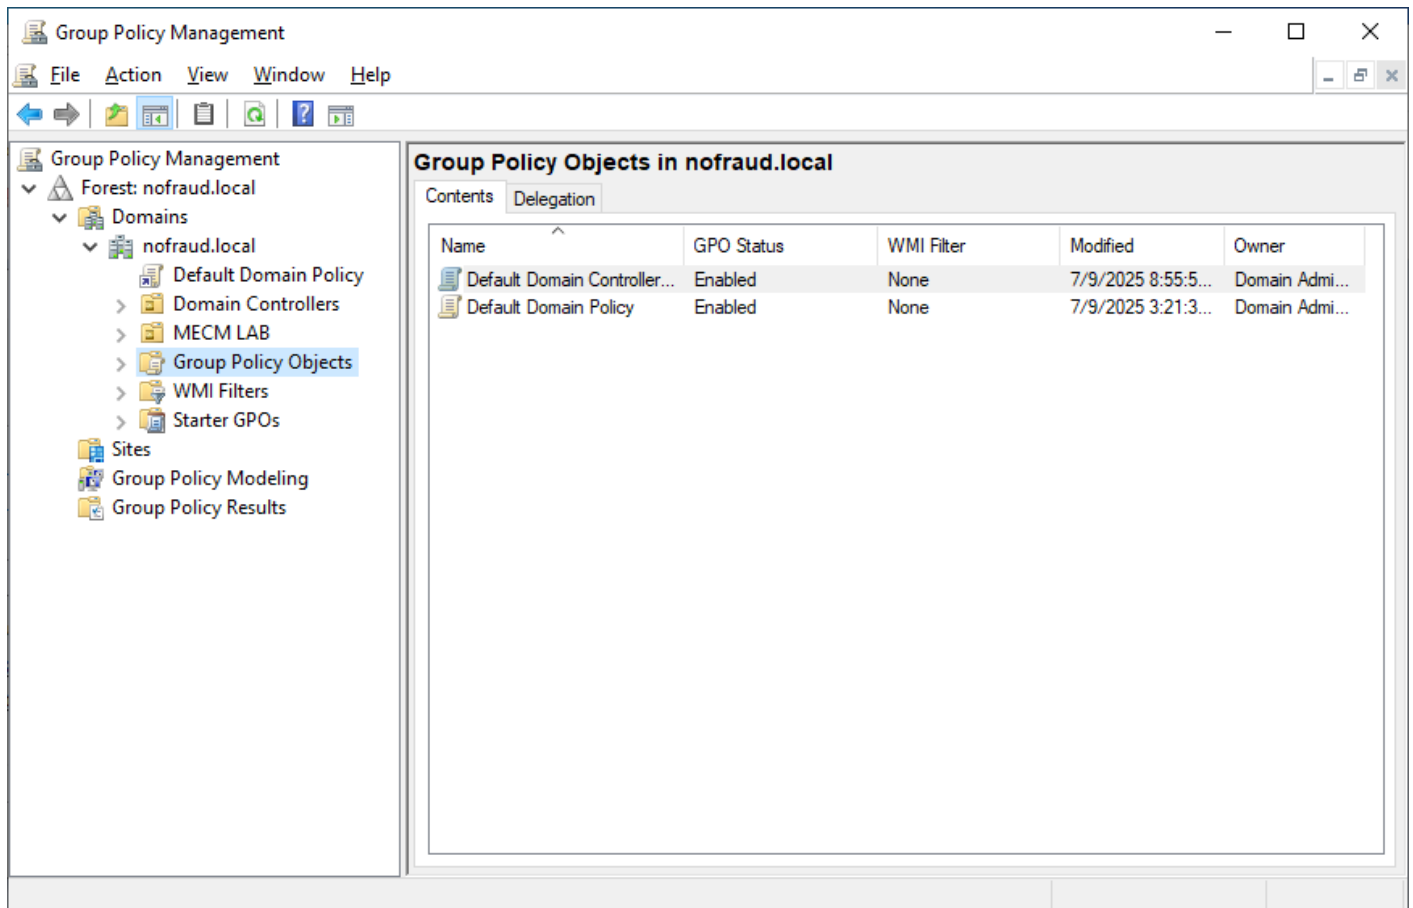 Group Policy Management
File Action View Window Help
Group Policy Management
Forest: nofraud.local
Domains
nofraud.local
Default Domain Policy
Domain Controllers
MECM LAB
Group Policy Objects
WMI Filters
Starter GPOs
Sites
Group Policy Modeling
Group Policy Results
Group Policy Objects in nofraud.local
Contents Delegation
Name GPO Status WMI Filter Modified Owner
Default Domain Controller... Enabled None 7/9/2025 8:55:5... Domain Admi...
Default Domain Policy Enabled None 7/9/2025 3:21:3... Domain Admi...